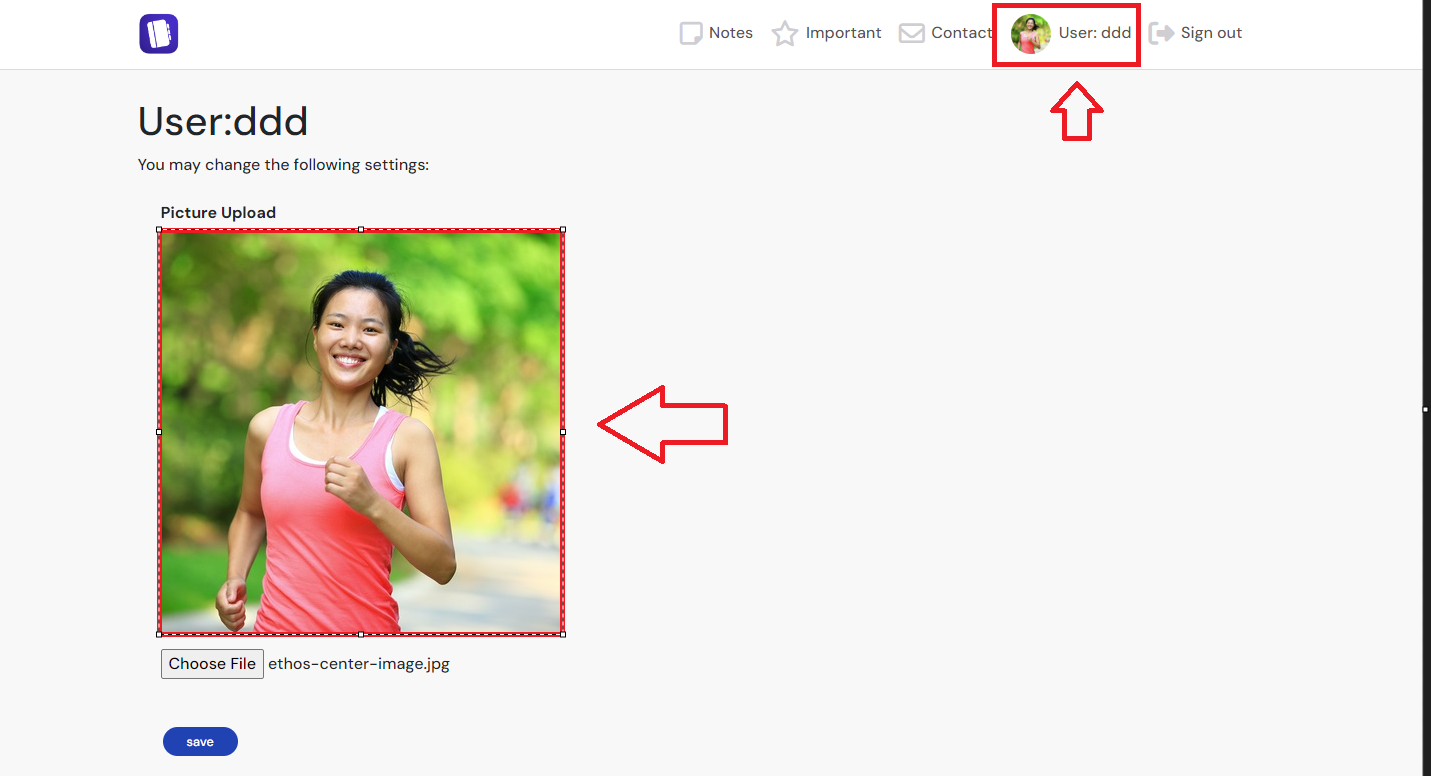 Notes Important Contact User: ddd Sign out
User:ddd
You may change the following settings:
Picture Upload
Choose File ethos-center-image.jpg
save